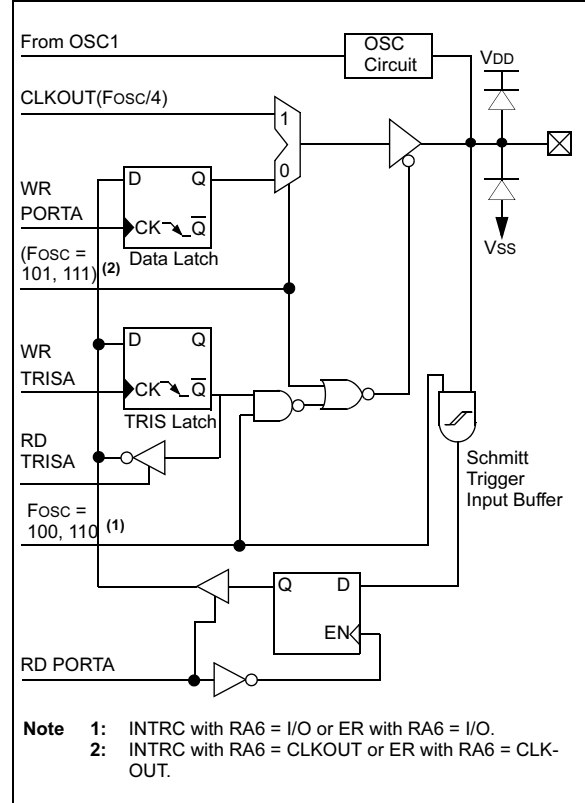 From OSC1
OSC
Circuit
VDD
CLKOUT(FOSC/4)
1
0
WR
PORTA
D Q
CK Q
Data Latch
VSS
(FOSC =
101, 111) (2)
WR
TRISA
D Q
CK Q
TRIS Latch
RD
TRISA
Schmitt
Trigger
Input Buffer
FOSC =
100, 110 (1)
Q D
EN
RD PORTA
Note 1: INTRC with RA6 = I/O or ER with RA6 = I/O.
2: INTRC with RA6 = CLKOUT or ER with RA6 = CLK-
OUT.